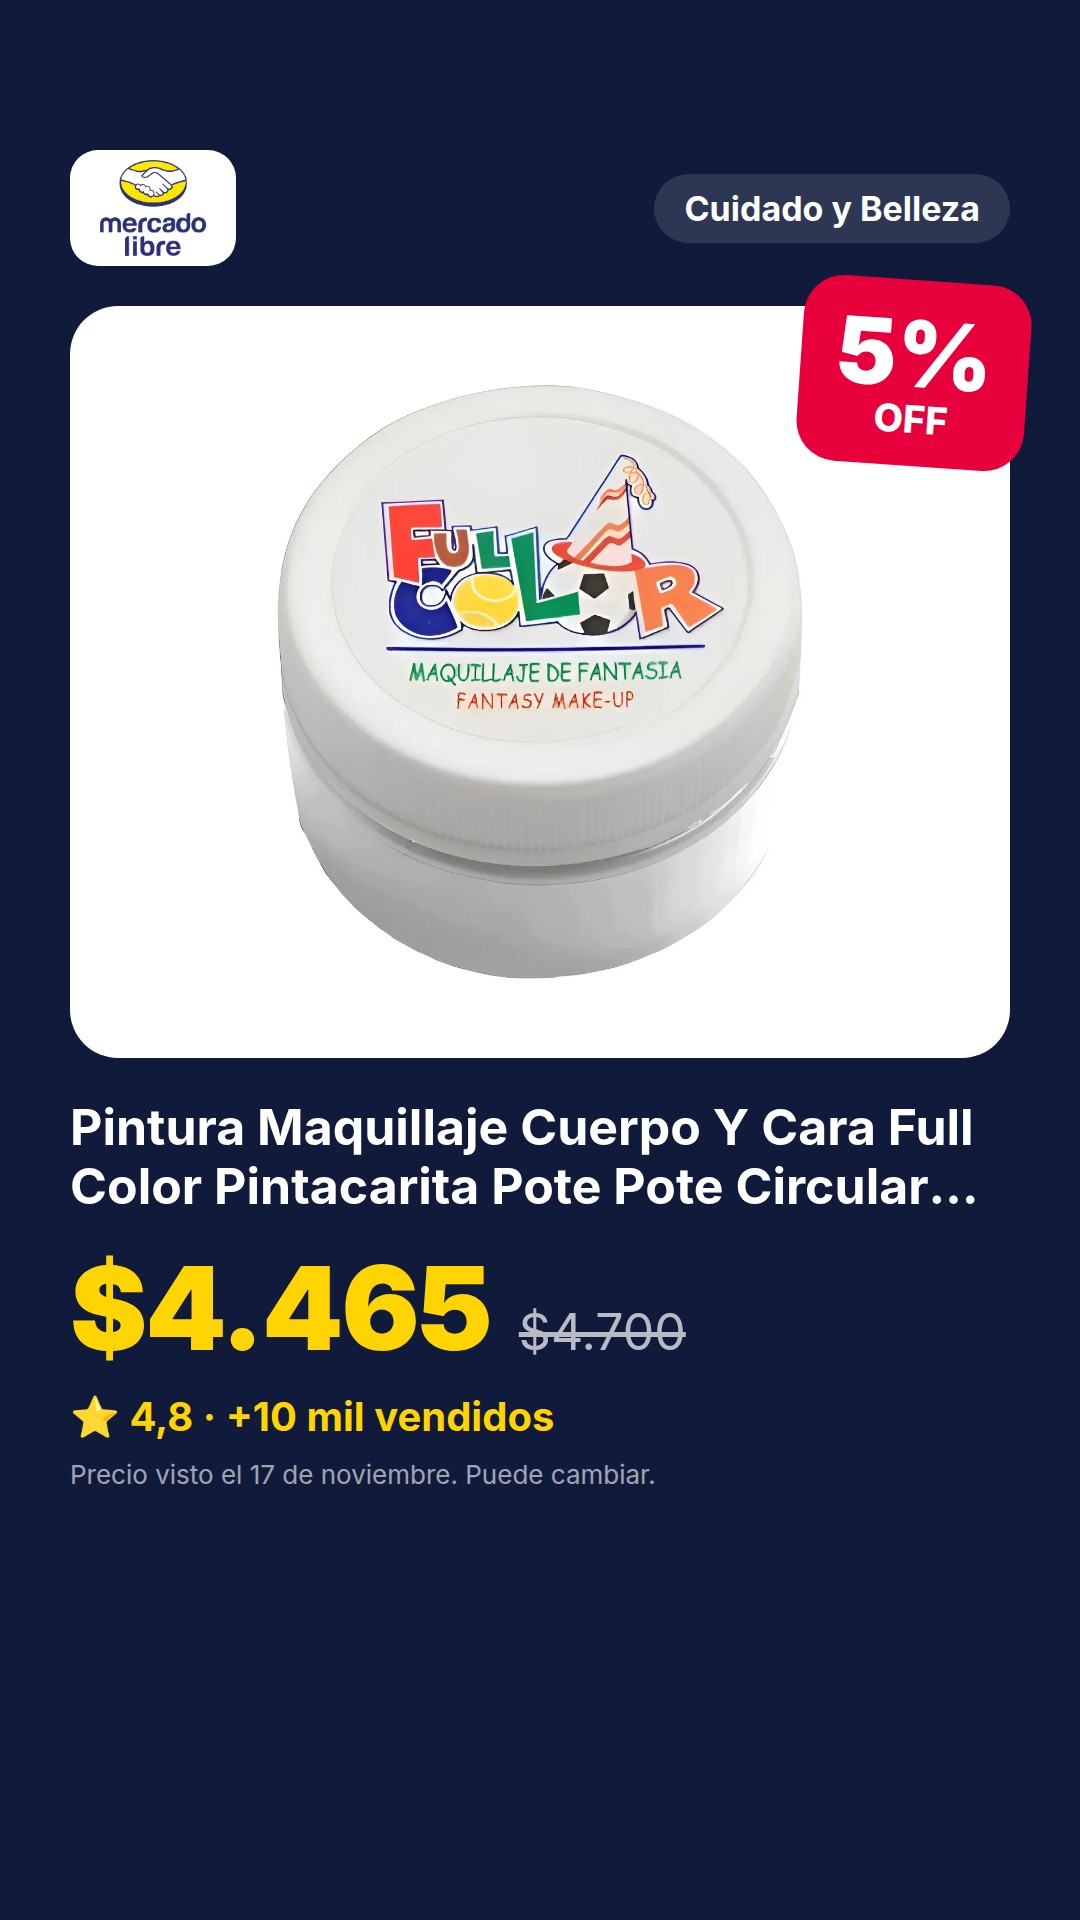 mercado
libre
Cuidado y Belleza
5%
OFF
FULL
COLOR
MAQUILLAJE DE FANTASIA
FANTASY MAKE-UP
Pintura Maquillaje Cuerpo Y Cara Full
Color Pintacarita Pote Pote Circular...
$4.465 $4.700
⭐ 4,8 · +10 mil vendidos
Precio visto el 17 de noviembre. Puede cambiar.